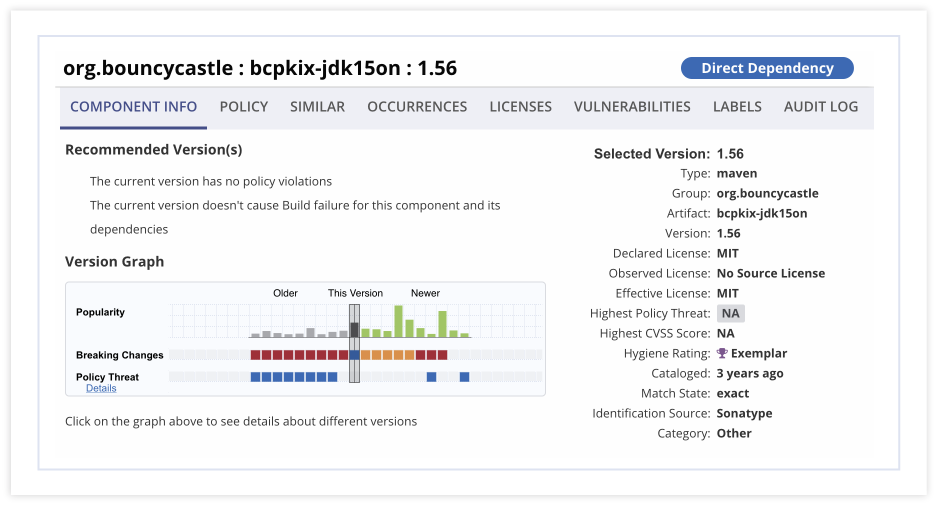 org.bouncycastle : bcpkix-jdk15on : 1.56
Direct Dependency
COMPONENT INFO POLICY SIMILAR OCCURRENCES LICENSES VULNERABILITIES LABELS AUDIT LOG
Recommended Version(s)
The current version has no policy violations
The current version doesn't cause Build failure for this component and its
dependencies
Version Graph
Older This Version Newer
Popularity
Breaking Changes
Policy Threat
Details
Click on the graph above to see details about different versions
Selected Version: 1.56
Type: maven
Group: org.bouncycastle
Artifact: bcpkix-jdk15on
Version: 1.56
Declared License: MIT
Observed License: No Source License
Effective License: MIT
Highest Policy Threat: NA
Highest CVSS Score: NA
Hygiene Rating: Exemplar
Cataloged: 3 years ago
Match State: exact
Identification Source: Sonatype
Category: Other